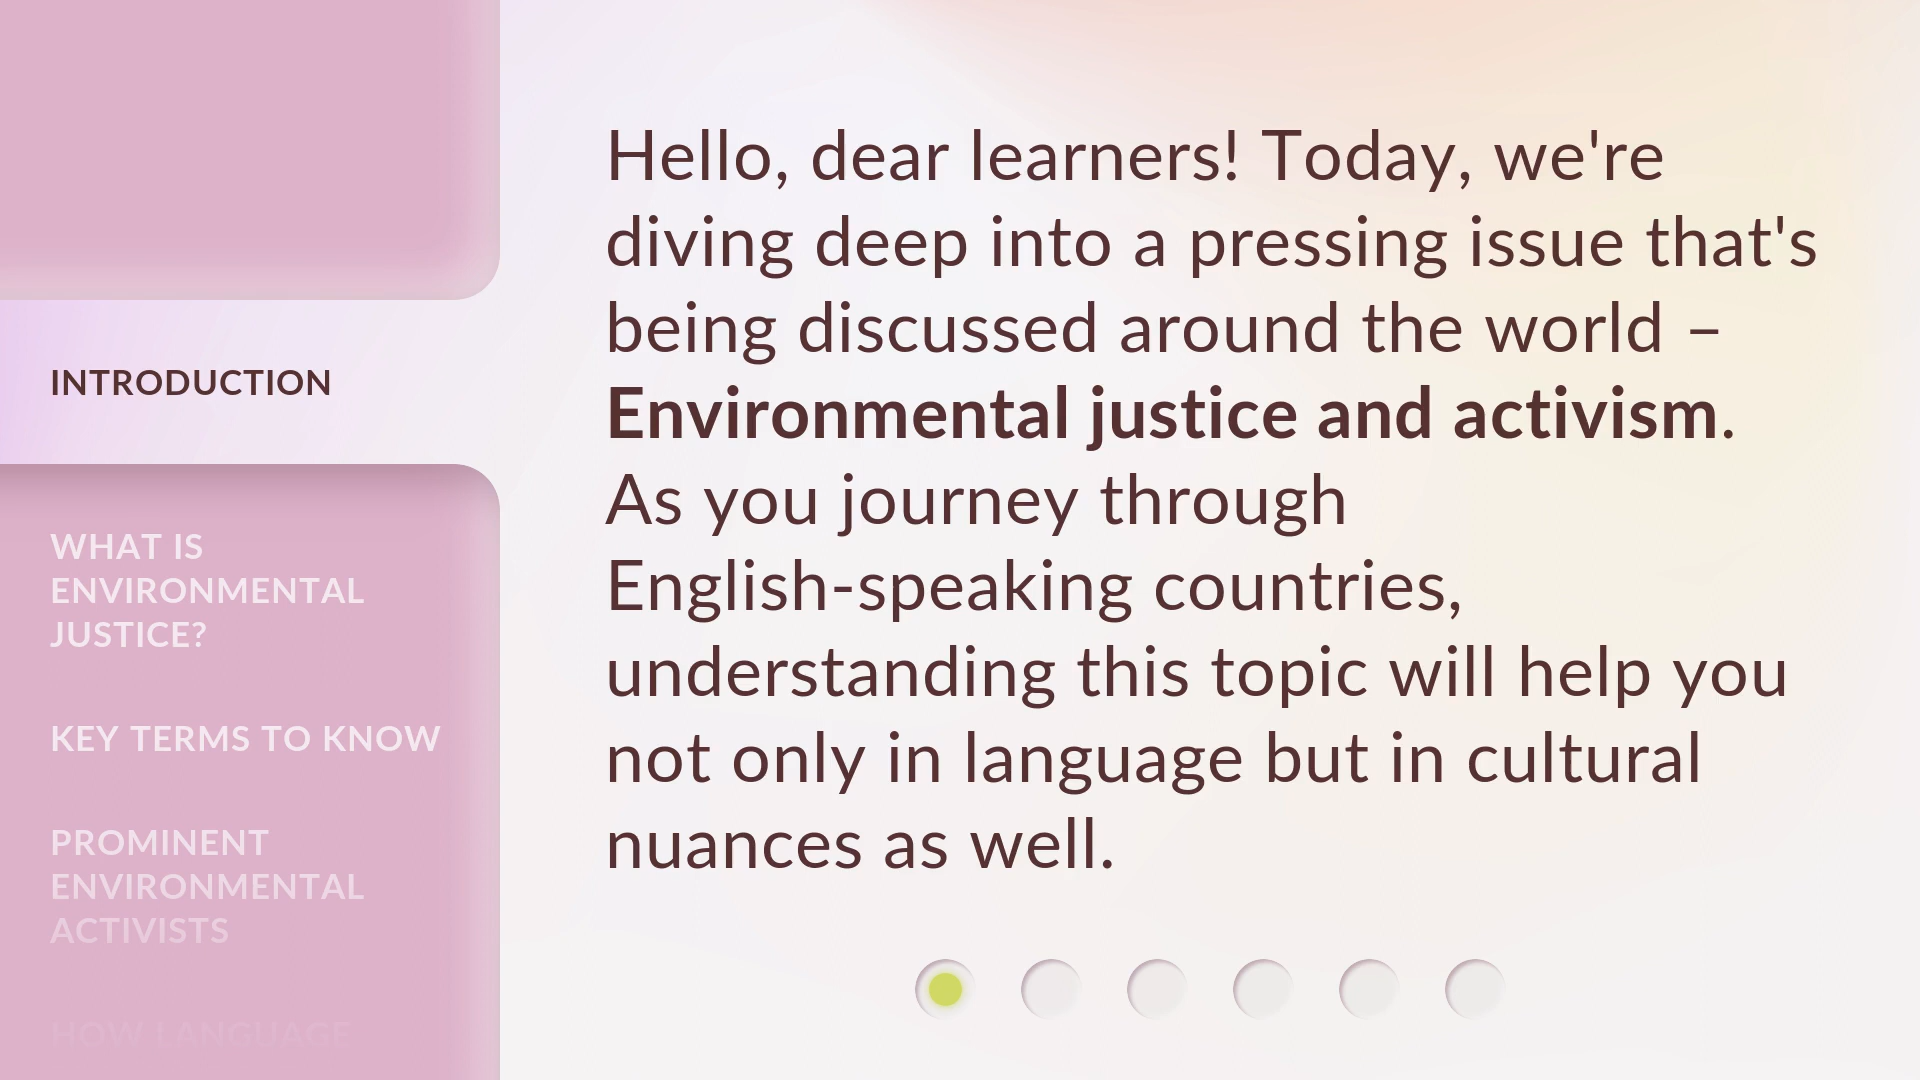 INTRODUCTION
WHAT IS
ENVIRONMENTAL
JUSTICE?
KEY TERMS TO KNOW
PROMINENT
ENVIRONMENTAL
ACTIVISTS
HOW LANGUAGE
Hello, dear learners! Today, we're
diving deep into a pressing issue that's
being discussed around the world –
Environmental justice and activism.
As you journey through
English-speaking countries,
understanding this topic will help you
not only in language but in cultural
nuances as well.